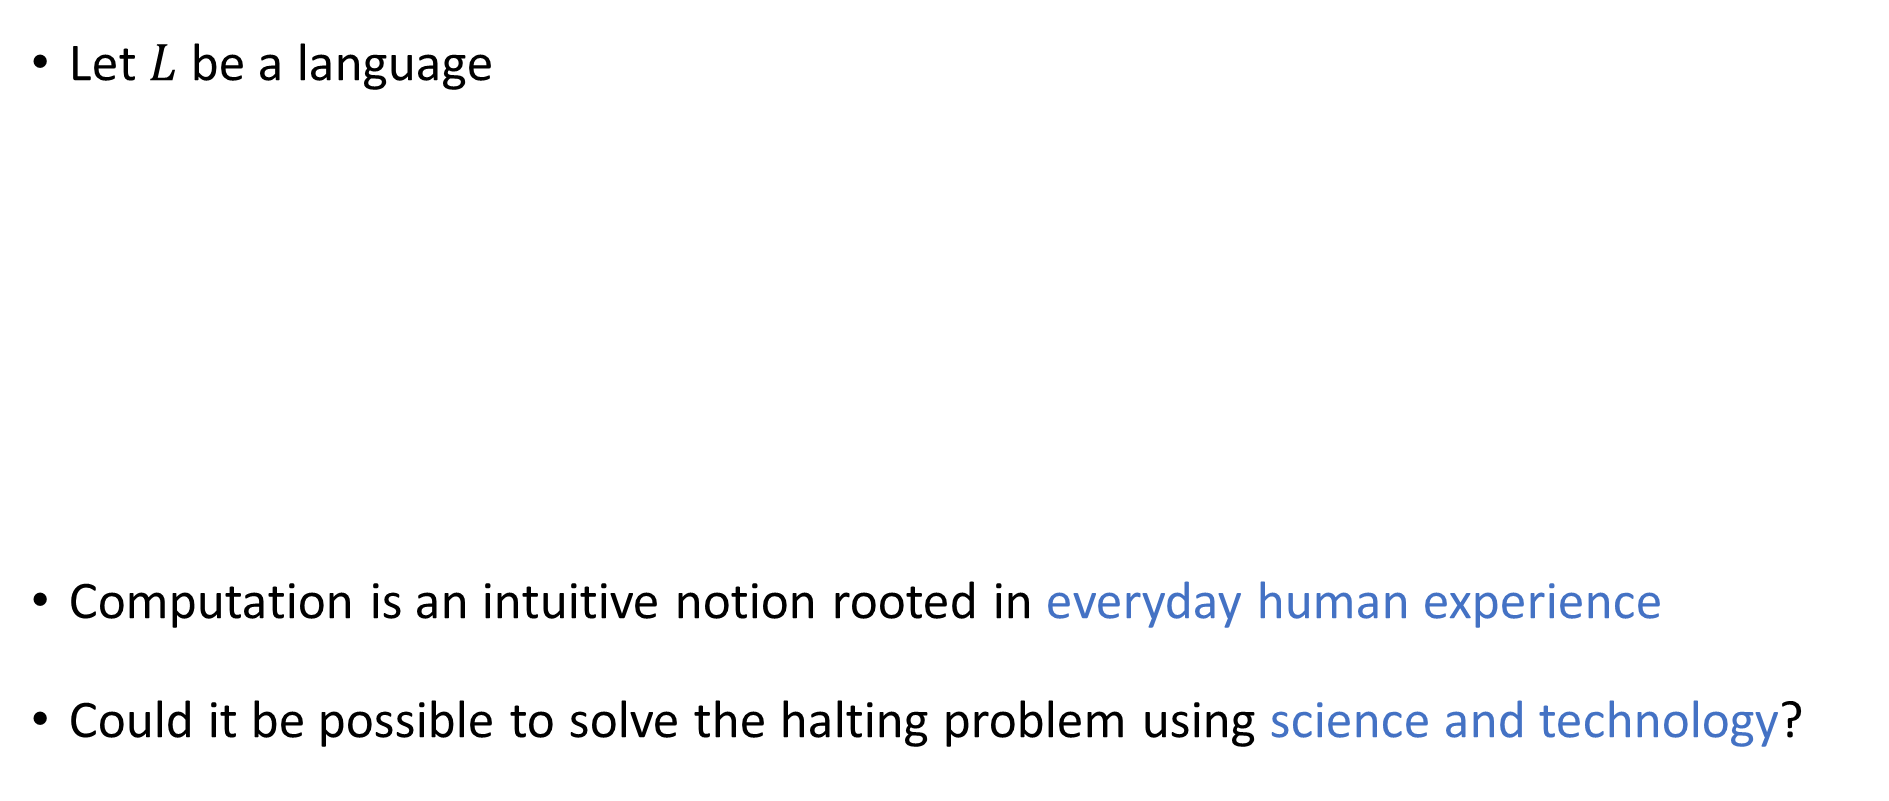 • Let L be a language
• Computation is an intuitive notion rooted in everyday human experience
• Could it be possible to solve the halting problem using science and technology?